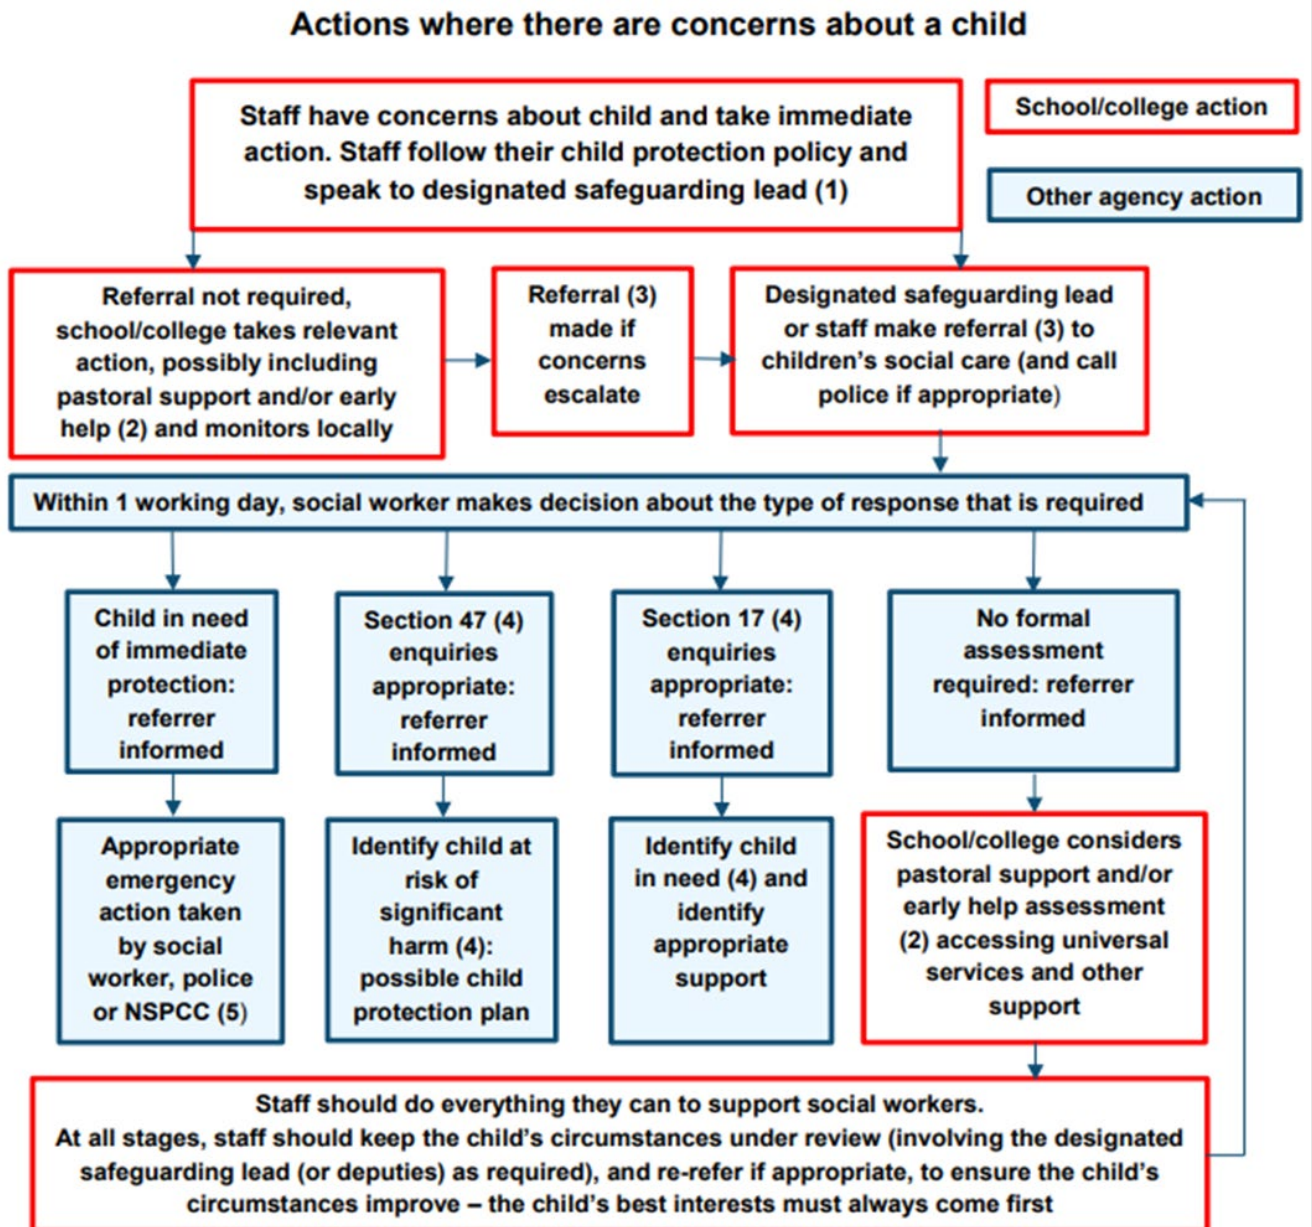 Actions where there are concerns about a child
Staff have concerns about child and take immediate
action. Staff follow their child protection policy and
speak to designated safeguarding lead (1)
School/college action
Other agency action
Referral not required,
school/college takes relevant
action, possibly including
pastoral support and/or early
help (2) and monitors locally
Referral (3)
made if
concerns
escalate
Designated safeguarding lead
or staff make referral (3) to
children’s social care (and call
police if appropriate)
Within 1 working day, social worker makes decision about the type of response that is required
Child in need
of immediate
protection:
referrer
informed
Section 47 (4)
enquiries
appropriate:
referrer
informed
Section 17 (4)
enquiries
appropriate:
referrer
informed
No formal
assessment
required: referrer
informed
Appropriate
emergency
action taken
by social
worker, police
or NSPCC (5)
Identify child at
risk of
significant
harm (4):
possible child
protection plan
Identify child
in need (4) and
identify
appropriate
support
School/college considers
pastoral support and/or
early help assessment
(2) accessing universal
services and other
support
Staff should do everything they can to support social workers.
At all stages, staff should keep the child’s circumstances under review (involving the designated
safeguarding lead (or deputies) as required), and re-refer if appropriate, to ensure the child’s
circumstances improve – the child’s best interests must always come first